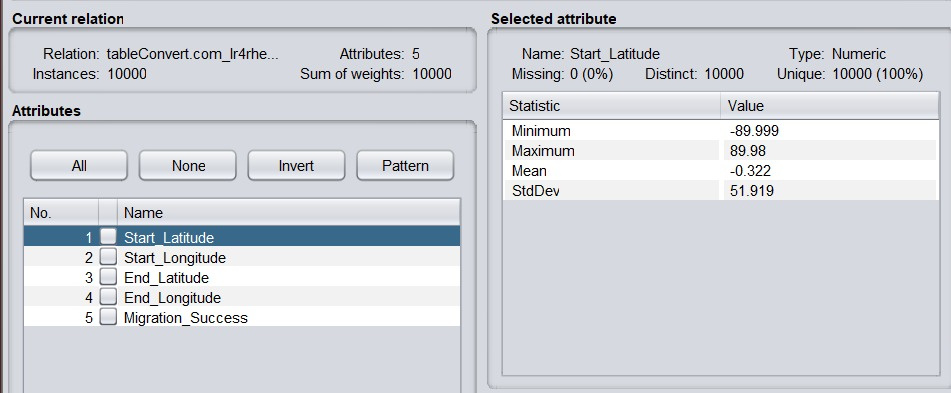 Current relation
Relation: tableConvert.com_lr4rhe... Attributes: 5
Instances: 10000 Sum of weights: 10000
Attributes
All None Invert Pattern
No. Name
1 Start_Latitude
2 Start_Longitude
3 End_Latitude
4 End_Longitude
5 Migration_Success
Selected attribute
Name: Start_Latitude Type: Numeric
Missing: 0 (0%) Distinct: 10000 Unique: 10000 (100%)
Statistic Value
Minimum -89.999
Maximum 89.98
Mean -0.322
StdDev 51.919